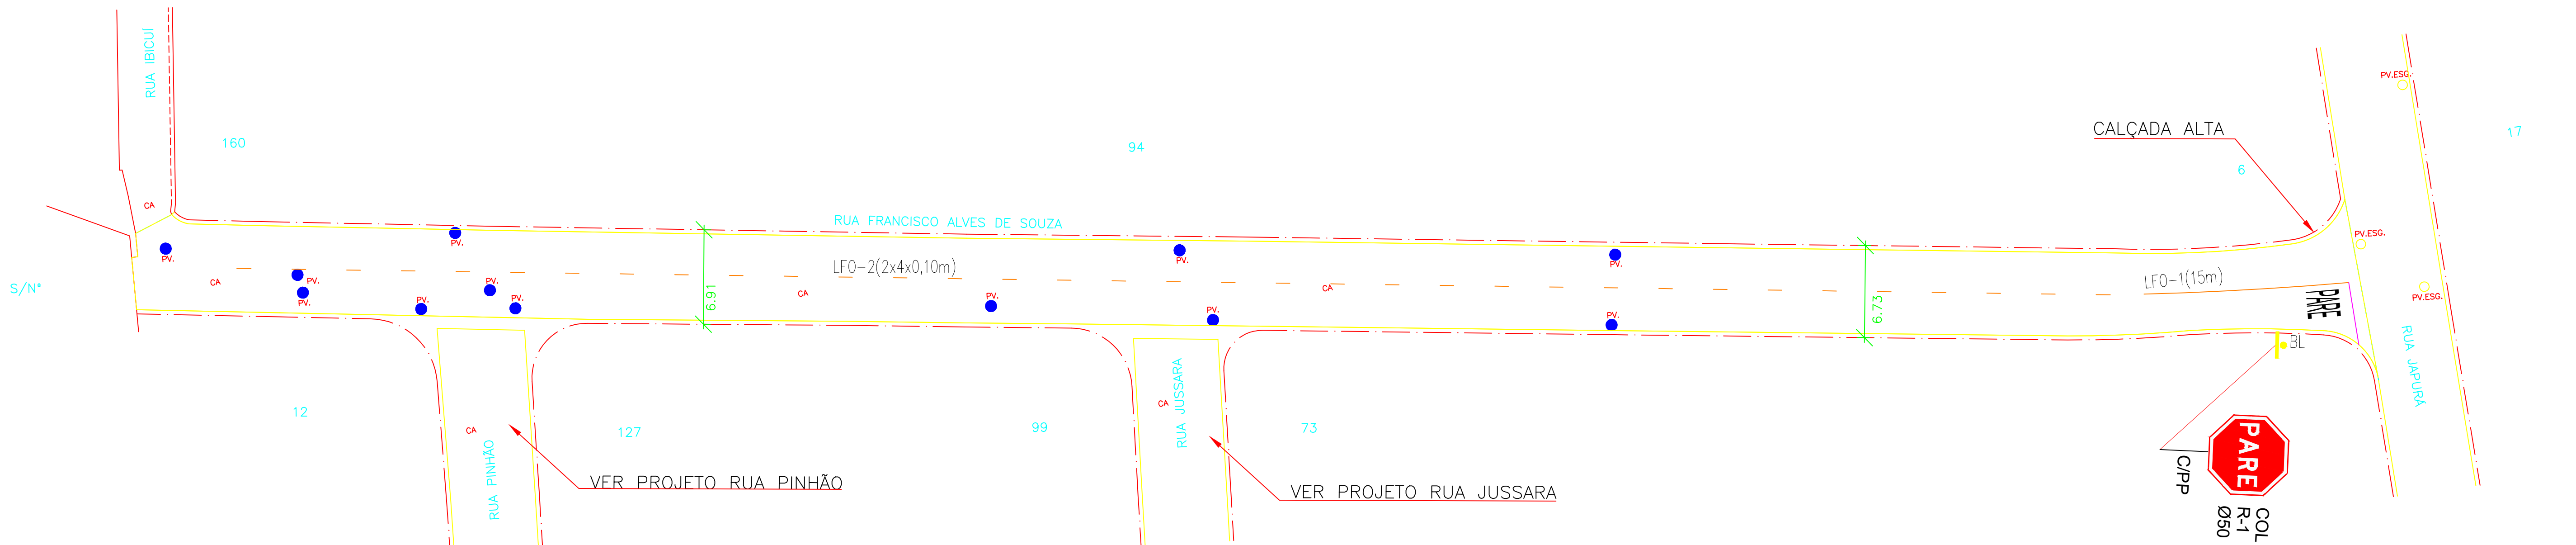 RUA IBICUÍ
160
94
CALÇADA ALTA
6
PV.ESG.
17
CA
RUA FRANCISCO ALVES DE SOUZA
PV.
PV.
PV.
PV.
PV.
PV.
PV.
PV.
PV.
PV.
PV.
PV.
PV.
CA
S/Nº
6.91
LFO-2(2x4x0,10m)
CA
CA
6.73
LFO-1(15m)
PARE
PV.ESG.
PV.ESG.
BL
RUA JAPURÁ
12
CA
RUA PINHÃO
127
VER PROJETO RUA PINHÃO
99
CA
RUA JUSSARA
73
VER PROJETO RUA JUSSARA
C/PP
PARE
COL
R-1
Ø50